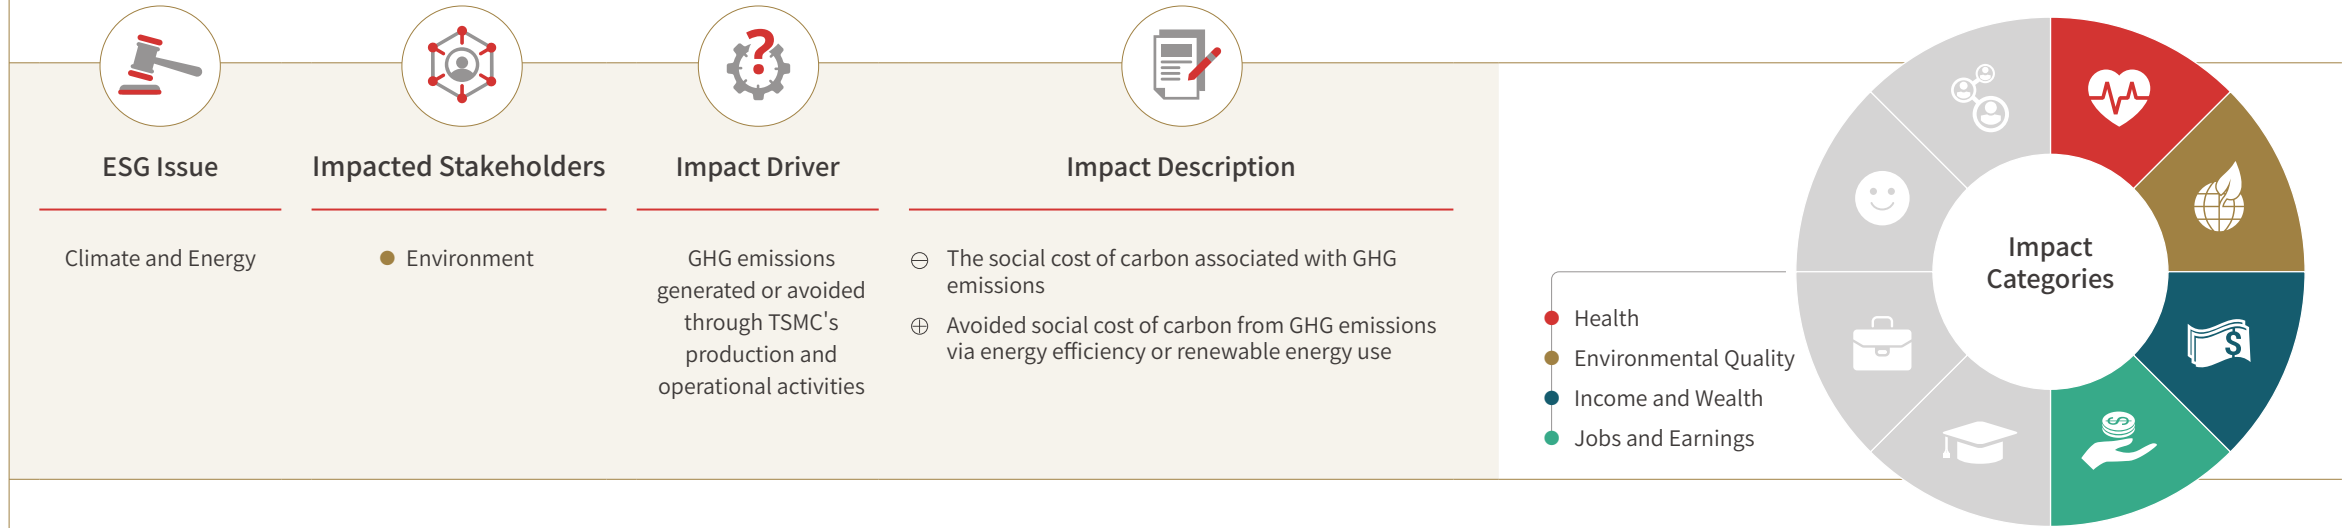 ESG Issue
Climate and Energy
Impacted Stakeholders
Environment
Impact Driver
GHG emissions
generated or avoided
through TSMC's
production and
operational activities
Impact Description
⊖ The social cost of carbon associated with GHG
emissions
⊕ Avoided social cost of carbon from GHG emissions
via energy efficiency or renewable energy use
Health
Environmental Quality
Income and Wealth
Jobs and Earnings
Impact
Categories